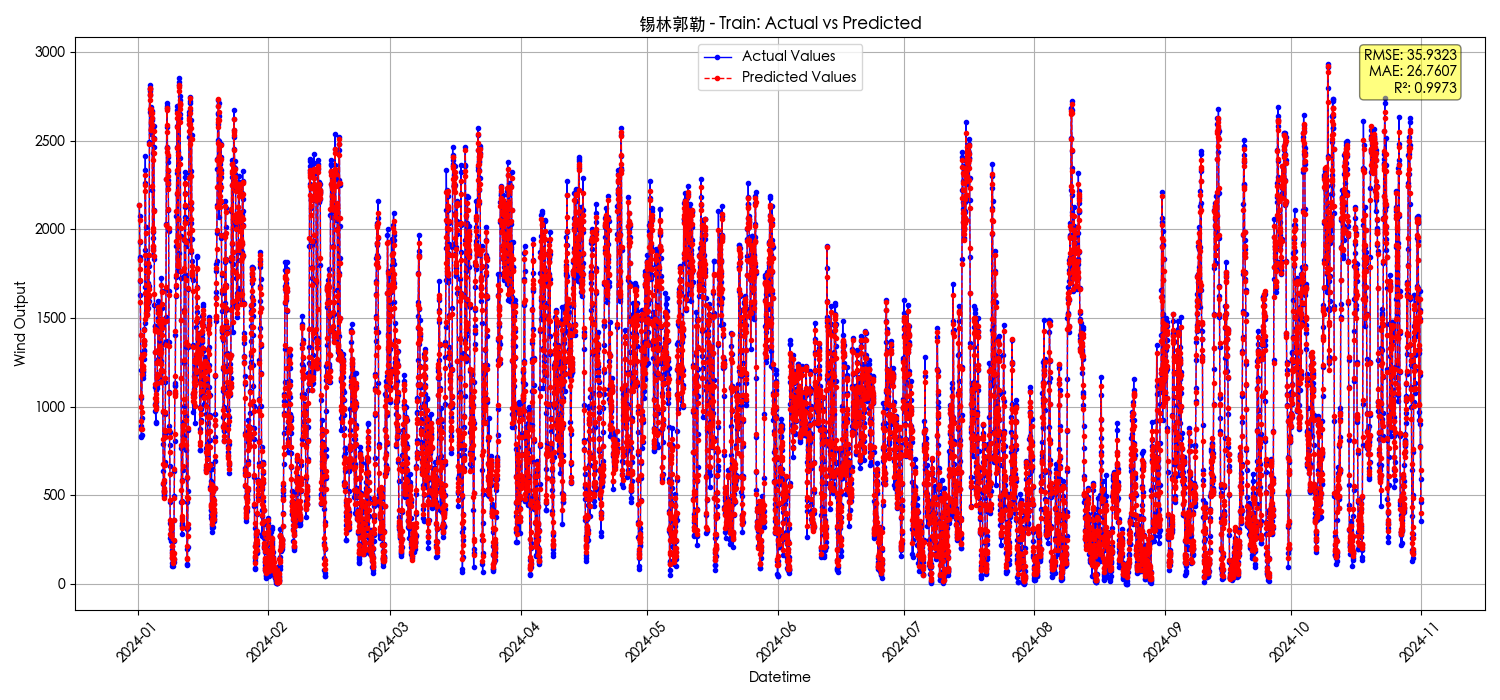 锡林郭勒 - Train: Actual vs Predicted
Actual Values
Predicted Values
RMSE: 35.9323
MAE: 26.7607
R²: 0.9973
Wind Output
3000
2500
2000
1500
1000
500
0
2024-01
2024-02
2024-03
2024-04
2024-05
2024-06
2024-07
2024-08
2024-09
2024-10
2024-11
Datetime